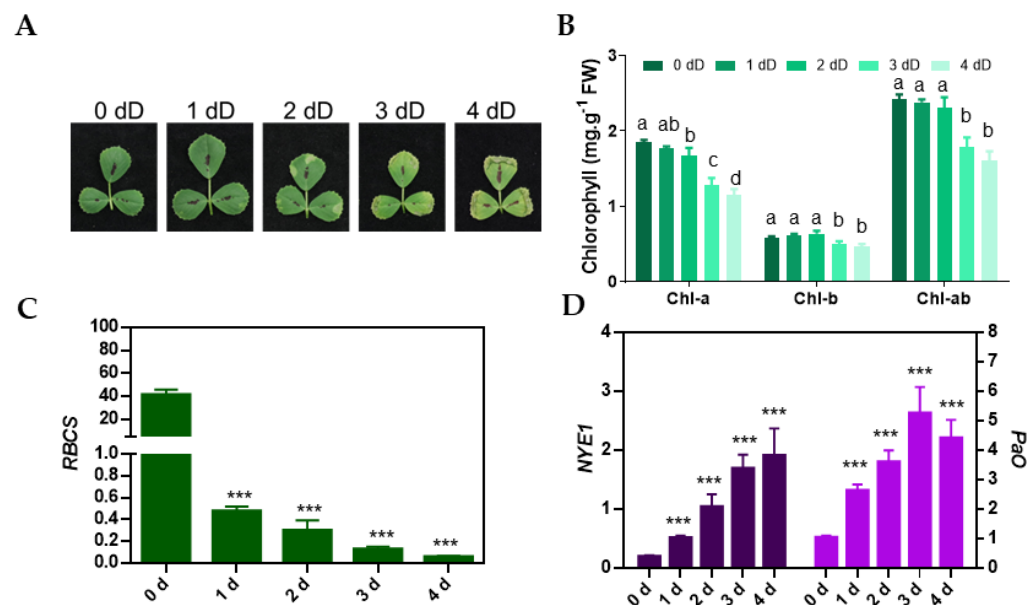 A
0 dD 1 dD 2 dD 3 dD 4 dD
B
Chlorophyll (mg.g⁻¹ FW)
3
2
1
0
0 dD 1 dD 2 dD 3 dD 4 dD
a a b c d
a a a b b
a a a b b
Chl-a Chl-b Chl-ab
C
RBCS
100
80
60
40
20
1.0
0.8
0.6
0.4
0.2
0.0
*** *** *** ***
0 d 1 d 2 d 3 d 4 d
D
NYE1
4
3
2
1
0
*** *** *** ***
*** *** *** ***
0 d 1 d 2 d 3 d 4 d 0 d 1 d 2 d 3 d 4 d
8
7
6
5
4
3
2
1
0
PaO